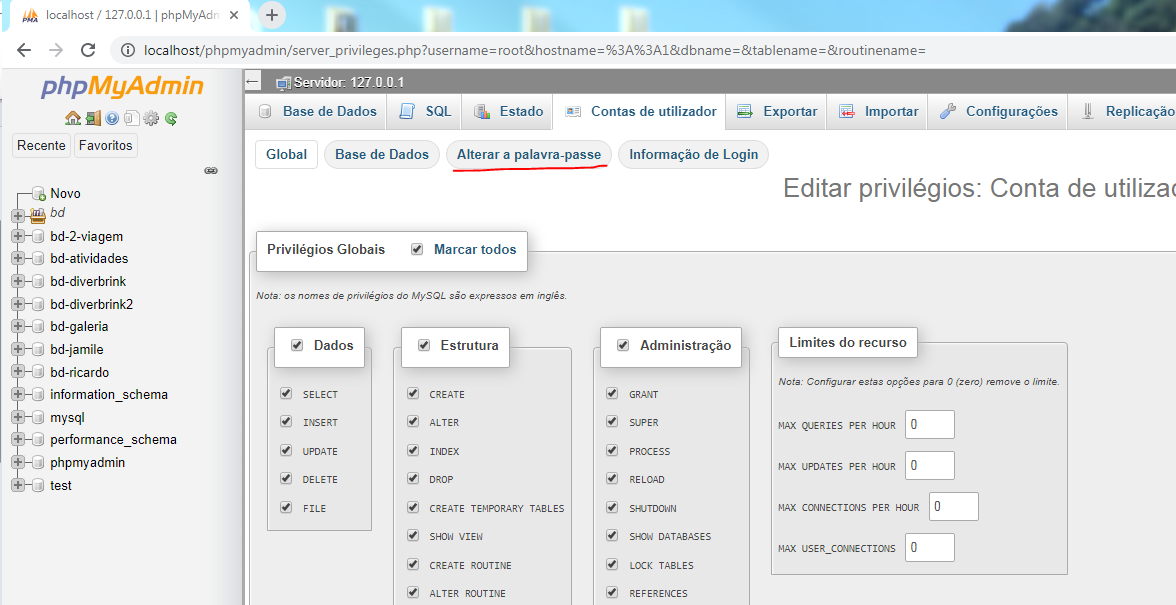 localhost / 127.0.0.1 | phpMyAdm
localhost/phpmyadmin/server_privileges.php?username=root&hostname=%3A%3A1&dbname=&tablename=&routinename=
phpMyAdmin
Recente Favoritos
Novo
bd
bd-2-viagem
bd-atividades
bd-diverbrink
bd-diverbrink2
bd-galeria
bd-jamile
bd-ricardo
information_schema
mysql
performance_schema
phpmyadmin
test
Servidor: 127.0.0.1
Base de Dados SQL Estado Contas de utilizador Exportar Importar Configurações Replicação
Global Base de Dados Alterar a palavra-passe Informação de Login
Editar privilégios: Conta de utilizac
Privilégios Globais Marcar todos
Nota: os nomes de privilégios do MySQL são expressos em inglês.
Dados
SELECT
INSERT
UPDATE
DELETE
FILE
Estrutura
CREATE
ALTER
INDEX
DROP
CREATE TEMPORARY TABLES
SHOW VIEW
CREATE ROUTINE
ALTER ROUTINE
Administração
GRANT
SUPER
PROCESS
RELOAD
SHUTDOWN
SHOW DATABASES
LOCK TABLES
REFERENCES
Limites do recurso
Nota: Configurar estas opções para 0 (zero) remove o limite.
MAX QUERIES PER HOUR 0
MAX UPDATES PER HOUR 0
MAX CONNECTIONS PER HOUR 0
MAX USER_CONNECTIONS 0